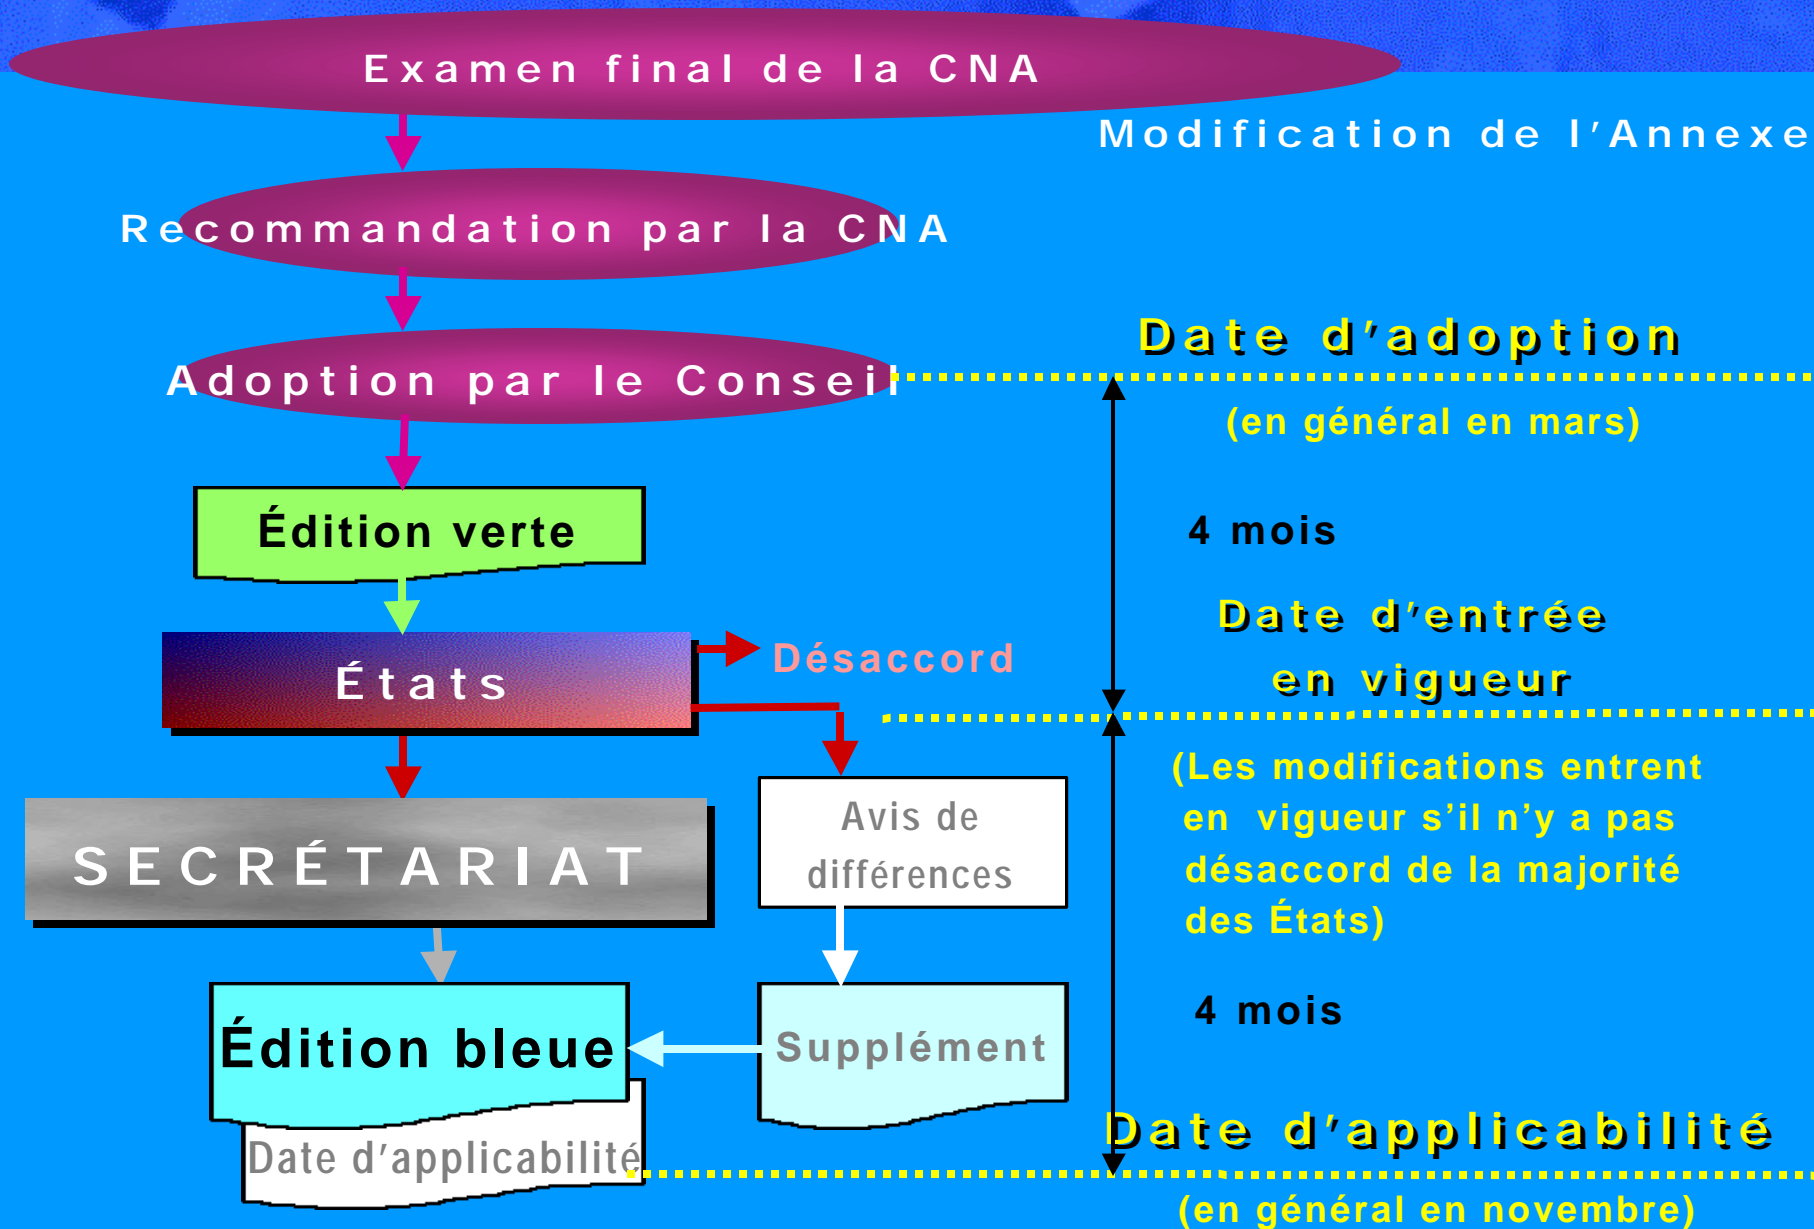 Examen final de la CNA
Modification de l'Annexe
Recommandation par la CNA
Adoption par le Conseil
Date d'adoption
(en général en mars)
Édition verte
4 mois
États
Désaccord
Date d'entrée
en vigueur
SECRÉTARIAT
Avis de
différences
(Les modifications entrent
en vigueur s'il n'y a pas
désaccord de la majorité
des États)
4 mois
Édition bleue
Supplément
Date d'applicabilité
Date d'applicabilité
(en général en novembre)